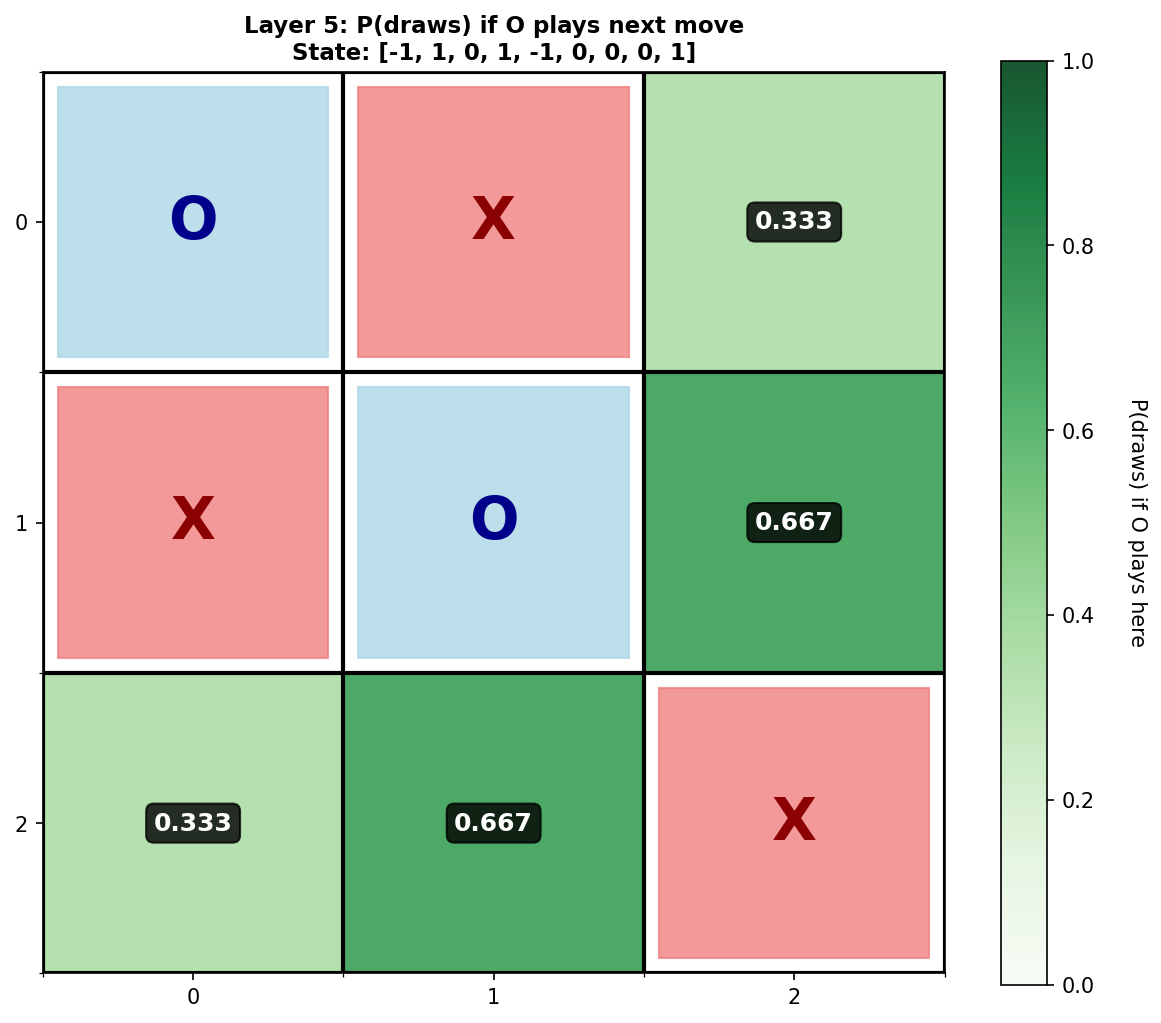 Layer 5: P(draws) if O plays next move
State: [-1, 1, 0, 1, -1, 0, 0, 0, 1]
0 O X 0.333
1 X O 0.667
2 0.333 0.667 X
0 1 2
1.0
0.8
0.6
0.4
0.2
0.0
P(draws) if O plays here